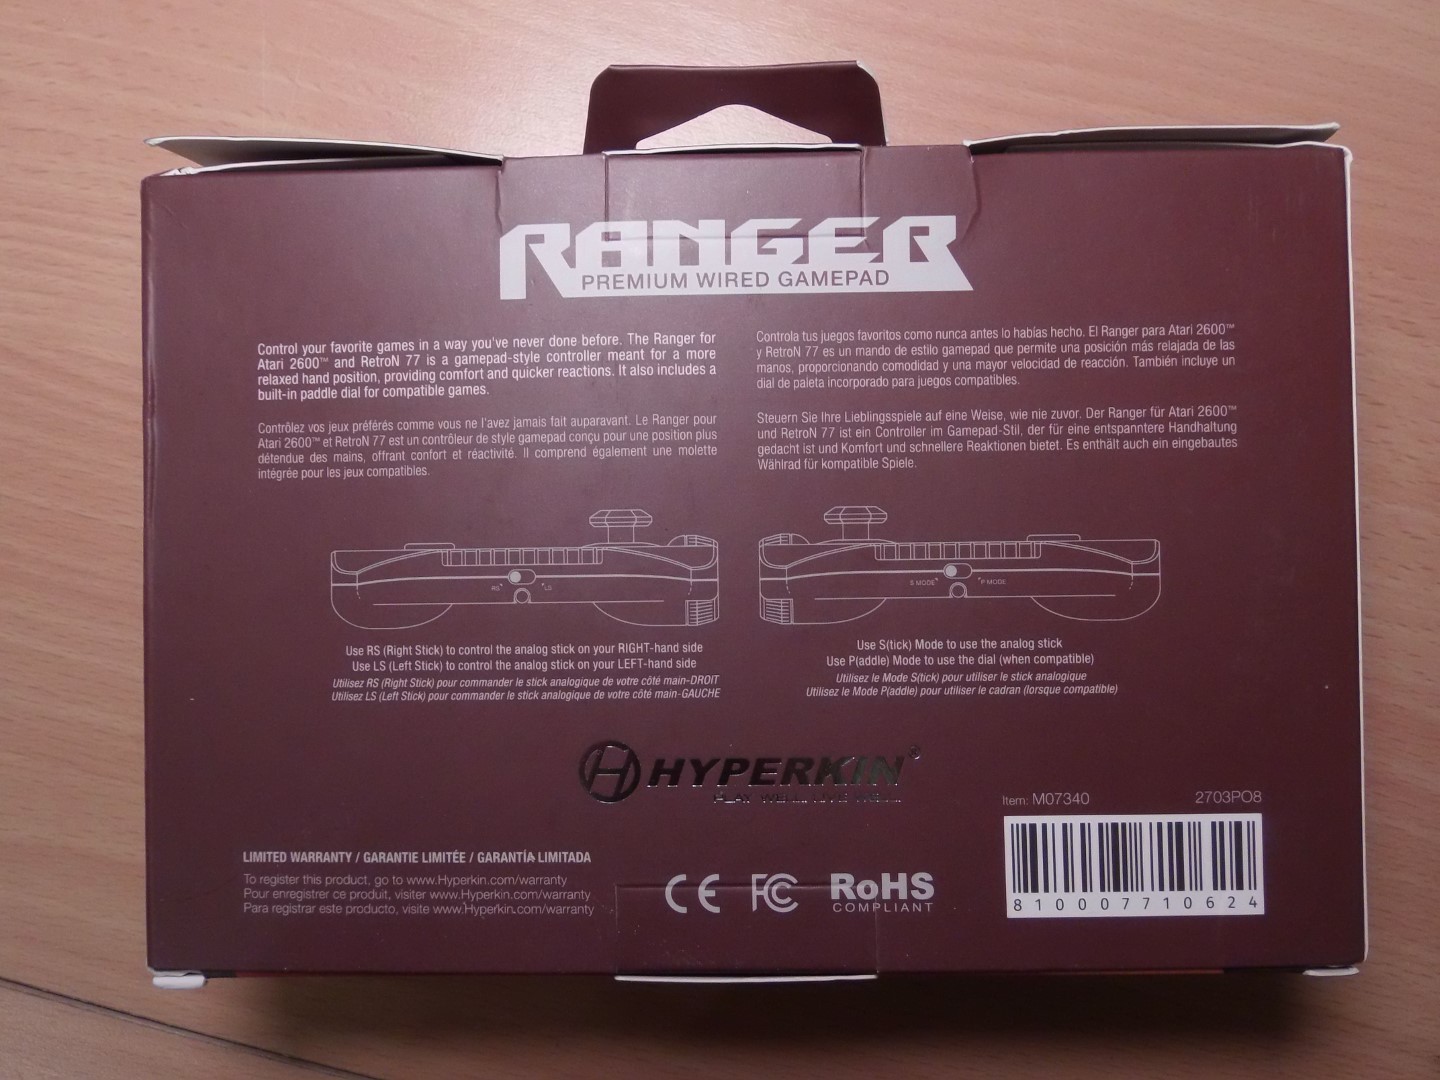 RANGER
PREMIUM WIRED GAMEPAD
Control your favorite games in a way you've never done before. The Ranger for
Atari 2600™ and RetroN 77 is a gamepad-style controller meant for a more
relaxed hand position, providing comfort and quicker reactions. It also includes a
built-in paddle dial for compatible games.
Contrôlez vos jeux préférés comme vous ne l'avez jamais fait auparavant. Le Ranger pour
Atari 2600™ et RetroN 77 est un contrôleur de style gamepad conçu pour une position plus
détendue des mains, offrant confort et réactivité. Il comprend également une molette
intégrée pour les jeux compatibles.
Controla tus juegos favoritos como nunca antes lo habías hecho. El Ranger para Atari 2600™
y RetroN 77 es un mando de estilo gamepad que permite una posición más relajada de las
manos, proporcionando comodidad y una mayor velocidad de reacción. También incluye un
dial de paleta incorporado para juegos compatibles.
Steuern Sie Ihre Lieblingsspiele auf eine Weise, wie nie zuvor. Der Ranger für Atari 2600™
und RetroN 77 ist ein Controller im Gamepad-Stil, der für eine entspanntere Handhaltung
gedacht ist und Komfort und schnellere Reaktionen bietet. Es enthält auch ein eingebautes
Wählrad für kompatible Spiele.
RS LS
S MODE P MODE
Use RS (Right Stick) to control the analog stick on your RIGHT-hand side
Use LS (Left Stick) to control the analog stick on your LEFT-hand side
Utilisez RS (Right Stick) pour commander le stick analogique de votre côté main-DROIT
Utilisez LS (Left Stick) pour commander le stick analogique de votre côté main-GAUCHE
Use S(tick) Mode to use the analog stick
Use P(addle) Mode to use the dial (when compatible)
Utilisez le Mode S(tick) pour utiliser le stick analogique
Utilisez le Mode P(addle) pour utiliser le cadran (lorsque compatible)
HYPERKIN®
PLAY WELL. LIVE WELL.
Item: M07340 2703PO8
810007710624
LIMITED WARRANTY / GARANTIE LIMITÉE / GARANTÍA LIMITADA
To register this product, go to www.Hyperkin.com/warranty
Pour enregistrer ce produit, visiter www.Hyperkin.com/warranty
Para registrar este producto, visite www.Hyperkin.com/warranty
CE FC RoHS
COMPLIANT